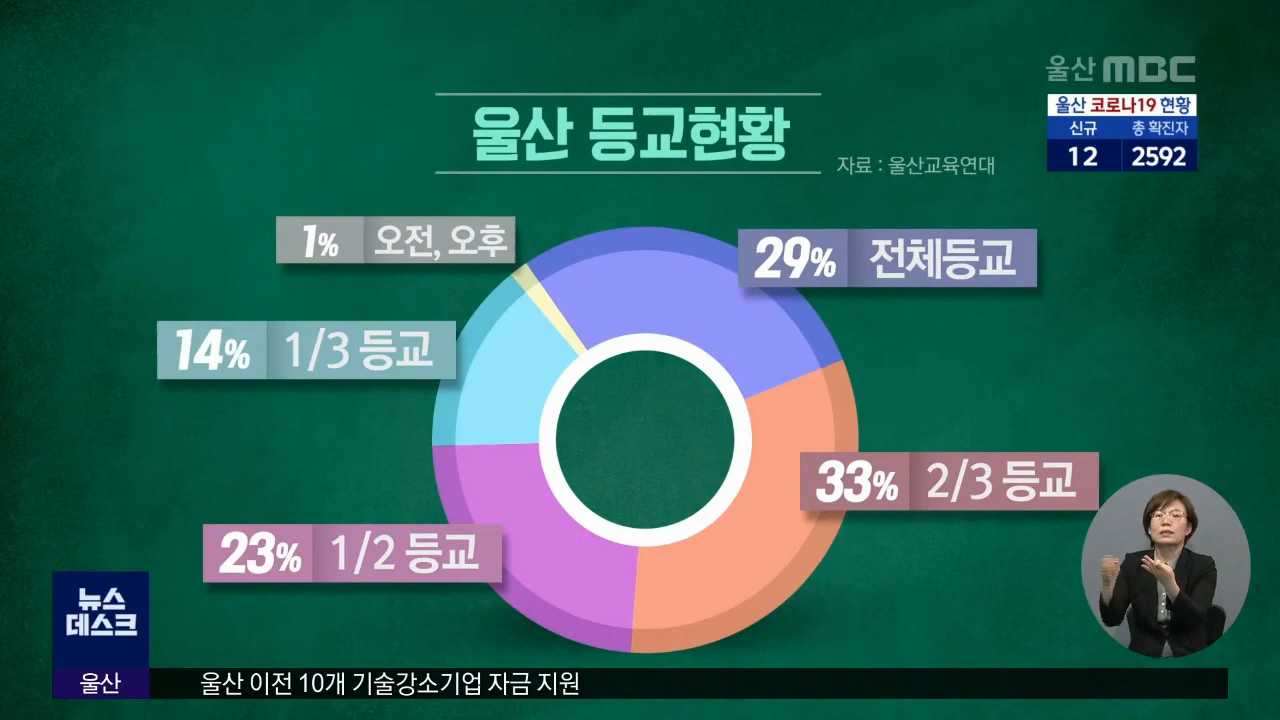 울산 MBC
울산 코로나19 현황
신규 총 확진자
12 2592
울산 등교현황
자료 : 울산교육연대
1% 오전, 오후
29% 전체등교
14% 1/3 등교
33% 2/3 등교
23% 1/2 등교
뉴스
데스크
울산
울산 이전 10개 기술강소기업 자금 지원